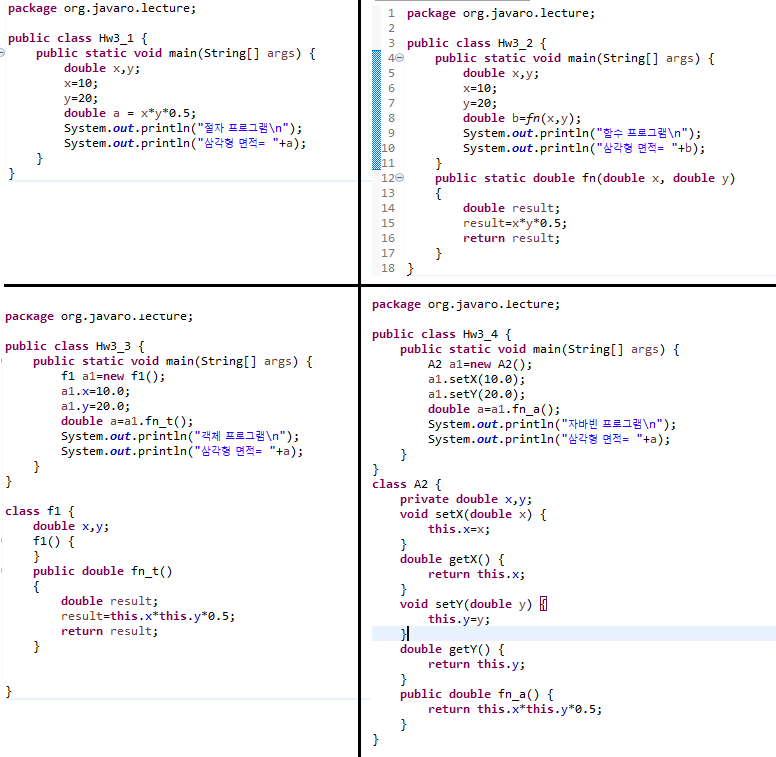 package org.javaro.lecture;
public class Hw3_1 {
public static void main(String[] args) {
double x,y;
x=10;
y=20;
double a = x*y*0.5;
System.out.println("절자 프로그램\n");
System.out.println("삼각형 면적= "+a);
}
}
1 package org.javaro.lecture;
2
3 public class Hw3_2 {
4 public static void main(String[] args) {
5 double x,y;
6 x=10;
7 y=20;
8 double b=fn(x,y);
9 System.out.println("함수 프로그램\n");
10 System.out.println("삼각형 면적= "+b);
11 }
12 public static double fn(double x, double y)
13 {
14 double result;
15 result=x*y*0.5;
16 return result;
17 }
18 }
package org.javaro.lecture;
public class Hw3_3 {
public static void main(String[] args) {
f1 a1=new f1();
a1.x=10.0;
a1.y=20.0;
double a=a1.fn_t();
System.out.println("객체 프로그램\n");
System.out.println("삼각형 면적= "+a);
}
}
class f1 {
double x,y;
f1() {
}
public double fn_t()
{
double result;
result=this.x*this.y*0.5;
return result;
}
}
package org.javaro.lecture;
public class Hw3_4 {
public static void main(String[] args) {
A2 a1=new A2();
a1.setX(10.0);
a1.setY(20.0);
double a=a1.fn_a();
System.out.println("자바빈 프로그램\n");
System.out.println("삼각형 면적= "+a);
}
}
class A2 {
private double x,y;
void setX(double x) {
this.x=x;
}
double getX() {
return this.x;
}
void setY(double y) {
this.y=y;
}
double getY() {
return this.y;
}
public double fn_a() {
return this.x*this.y*0.5;
}
}